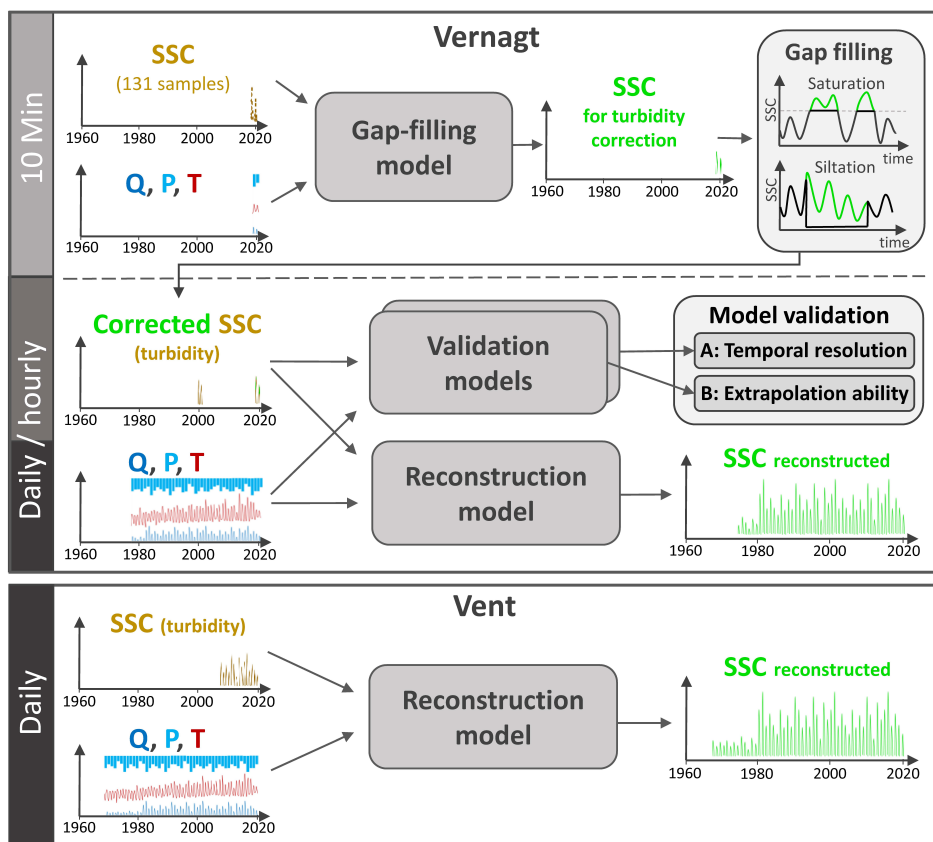 Vernagt
10 Min
SSC
(131 samples)
1960
1980
2000
2020
Q, P, T
1960
1980
2000
2020
Gap-filling
model
SSC
for turbidity
correction
1960
1980
2000
2020
Gap filling
Saturation
SSC
time
Siltation
SSC
time
Daily / hourly
Corrected SSC
(turbidity)
1960
1980
2000
2020
Q, P, T
1960
1980
2000
2020
Validation
models
Model validation
A: Temporal resolution
B: Extrapolation ability
Reconstruction
model
SSC reconstructed
1960
1980
2000
2020
Vent
Daily
SSC (turbidity)
1960
1980
2000
2020
Q, P, T
1960
1980
2000
2020
Reconstruction
model
SSC reconstructed
1960
1980
2000
2020